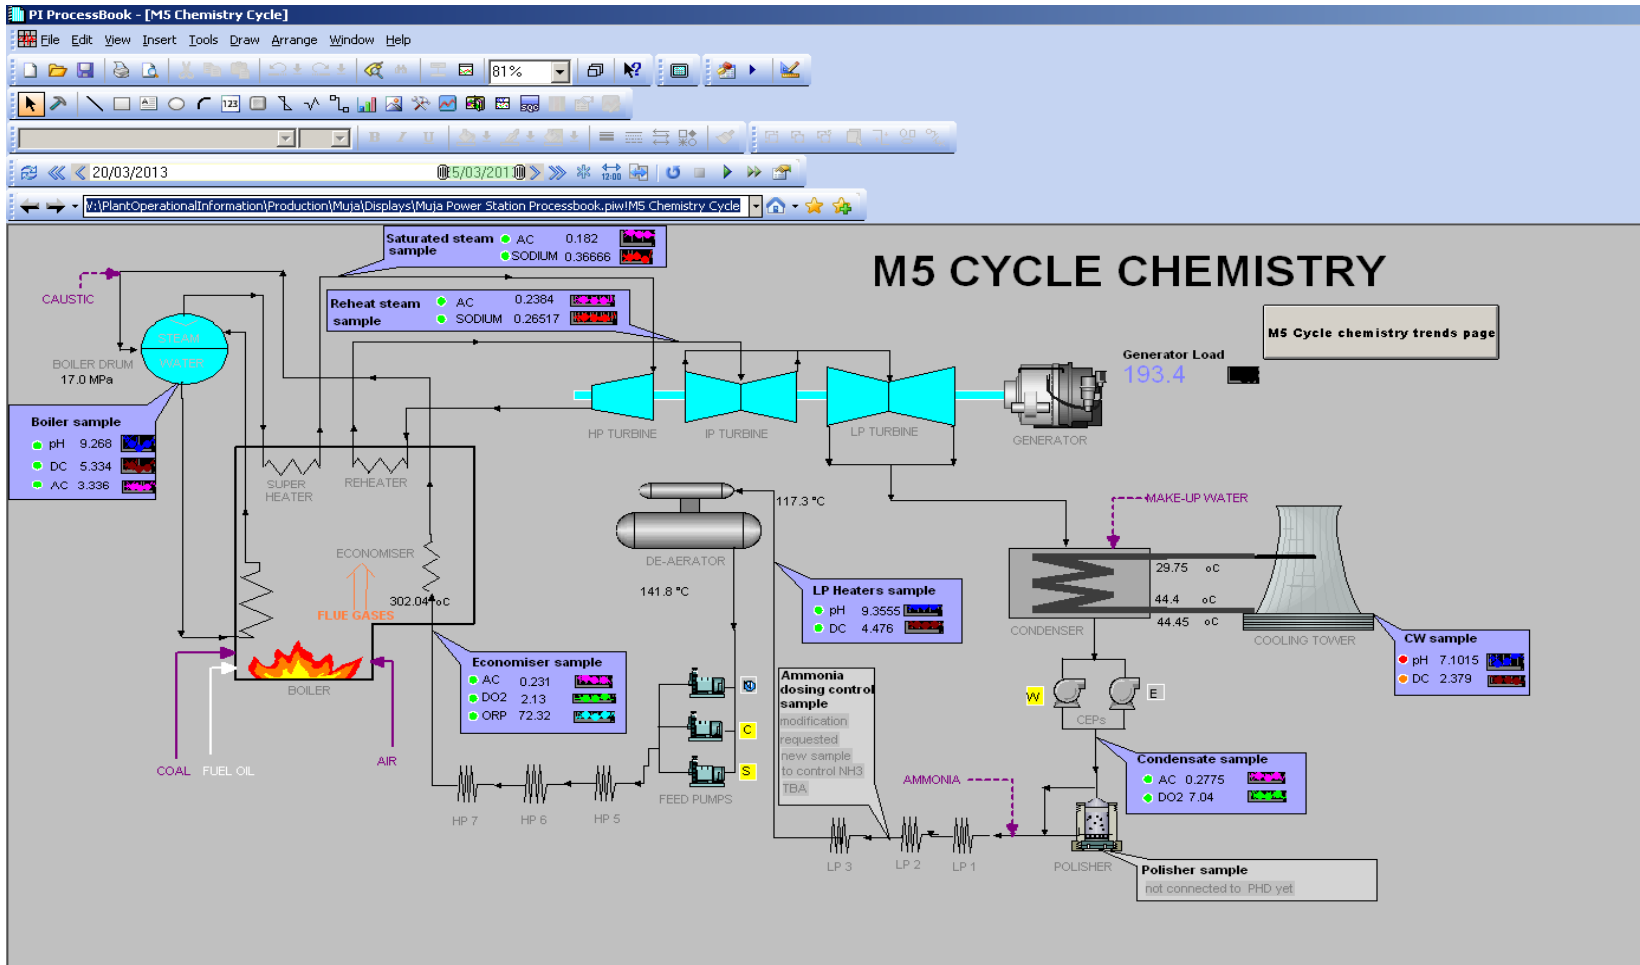 PI ProcessBook - [M5 Chemistry Cycle]
File Edit View Insert Tools Draw Arrange Window Help
81%
123
B I U
SQC
20/03/2013
5/03/201
12:00
V:\PlantOperationalInformation\Production\Muja\Displays\Muja Power Station Processbook.piw!M5 Chemistry Cycle
M5 CYCLE CHEMISTRY
M5 Cycle chemistry trends page
Saturated steam sample
AC 0.182
SODIUM 0.36666
Reheat steam sample
AC 0.2384
SODIUM 0.26517
CAUSTIC
STEAM
WATER
BOILER DRUM
17.0 MPa
Boiler sample
pH 9.268
DC 5.334
AC 3.336
SUPER HEATER
REHEATER
ECONOMISER
302.04 oC
FLUE GASES
BOILER
COAL
FUEL OIL
AIR
HP TURBINE
IP TURBINE
LP TURBINE
GENERATOR
Generator Load
193.4
117.3 °C
DE-AERATOR
141.8 °C
MAKE-UP WATER
29.75 oC
44.4 oC
44.45 oC
CONDENSER
COOLING TOWER
LP Heaters sample
pH 9.3555
DC 4.476
CW sample
pH 7.1015
DC 2.379
Economiser sample
AC 0.231
DO2 2.13
ORP 72.32
Ammonia
dosing control
sample
modification
requested
new sample
to control NH3
TBA
N
C
S
FEED PUMPS
W
E
CEPs
Condensate sample
AC 0.2775
DO2 7.04
AMMONIA
HP 7
HP 6
HP 5
LP 3
LP 2
LP 1
POLISHER
Polisher sample
not connected to PHD yet